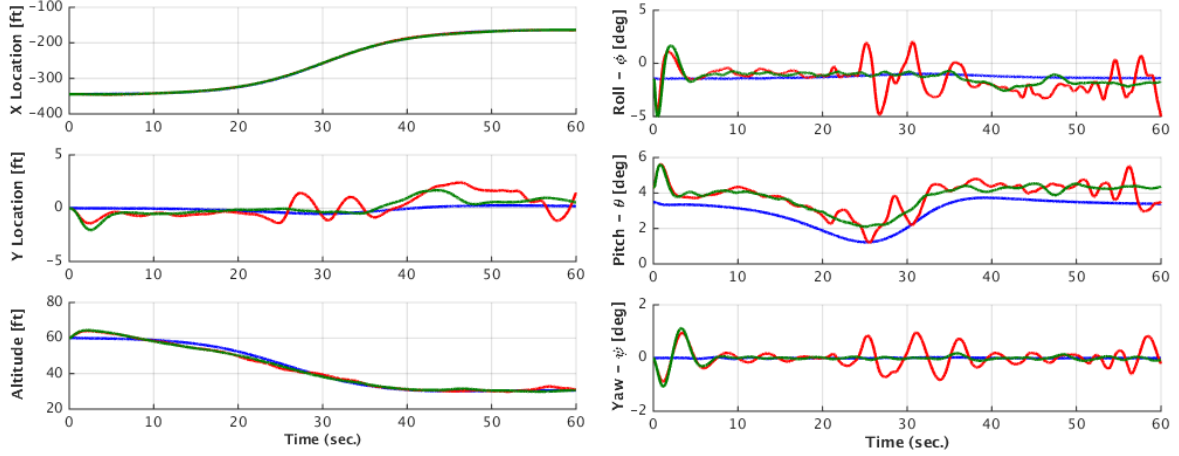 X Location [ft]
-100
-200
-300
-400
0 10 20 30 40 50 60
Y Location [ft]
5
0
-5
0 10 20 30 40 50 60
Altitude [ft]
80
60
40
20
0 10 20 30 40 50 60
Time (sec.)
Roll - ϕ [deg]
5
0
-5
0 10 20 30 40 50 60
Pitch - θ [deg]
6
4
2
0
0 10 20 30 40 50 60
Yaw - ψ [deg]
2
0
-2
0 10 20 30 40 50 60
Time (sec.)